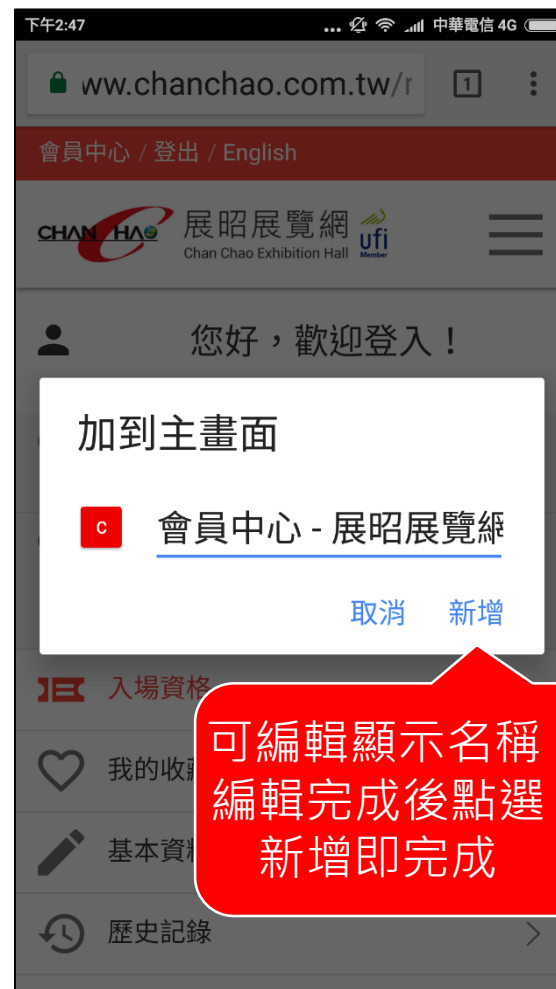 下午2:47 ... 中華電信 4G
ww.chanchao.com.tw/r 1
會員中心 / 登出 / English
CHAN CHAO 展昭展覽網 ufi
Chan Chao Exhibition Hall Member
您好，歡迎登入！
加到主畫面
C 會員中心 - 展昭展覽網
取消 新增
入場資格
可編輯顯示名稱
編輯完成後點選
新增即完成
我的收藏
基本資料
歷史記錄